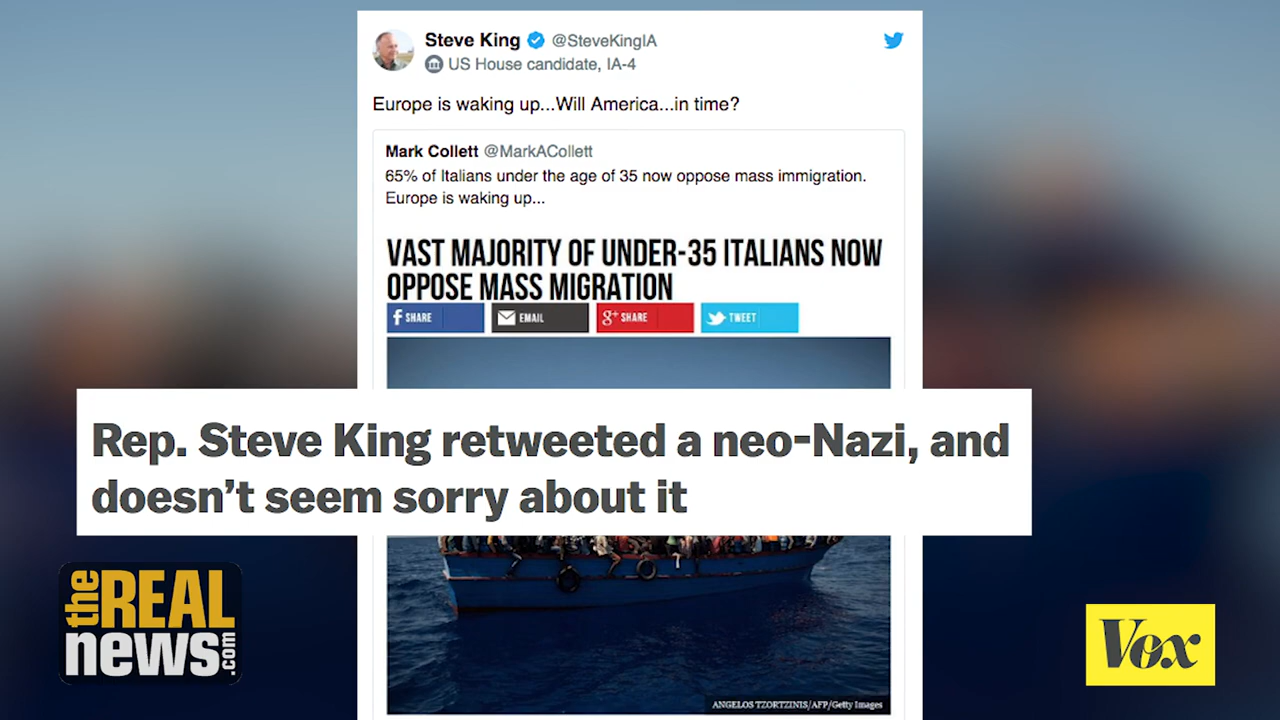 Steve King @SteveKingIA
US House candidate, IA-4
Europe is waking up...Will America...in time?
Mark Collett @MarkACollett
65% of Italians under the age of 35 now oppose mass immigration.
Europe is waking up...
VAST MAJORITY OF UNDER-35 ITALIANS NOW
OPPOSE MASS MIGRATION
f SHARE EMAIL g+ SHARE TWEET
Rep. Steve King retweeted a neo-Nazi, and
doesn’t seem sorry about it
the REAL
news.com
Vox
ANGELOS TZORTZINIS/AFP/Getty Images